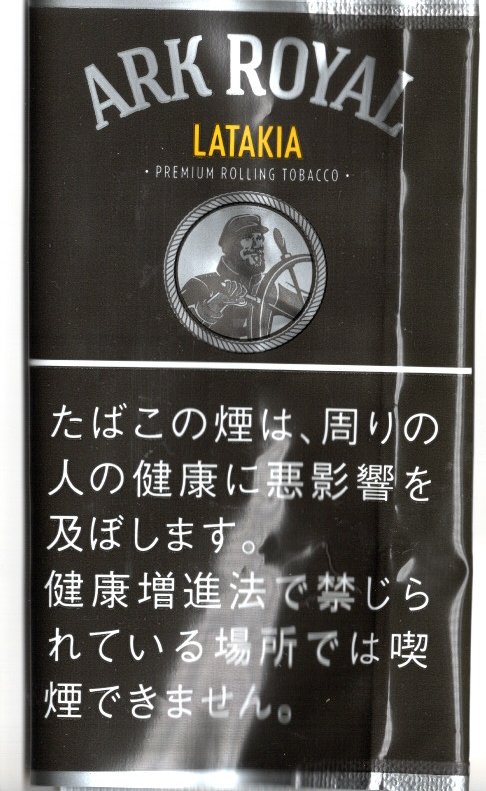 ARK ROYAL
LATAKIA
· PREMIUM ROLLING TOBACCO ·
たばこの煙は、周りの
人の健康に悪影響を
及ぼします。
健康増進法で禁じら
れている場所では喫
煙できません。